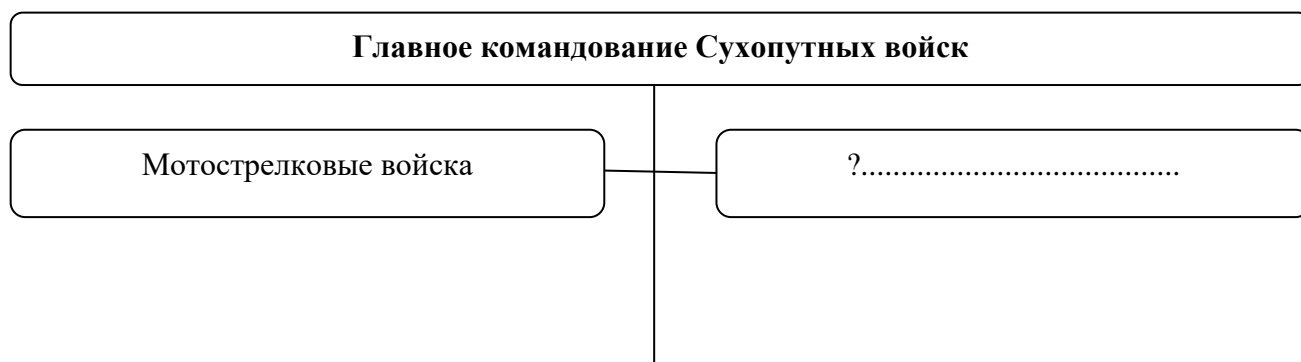 Главное командование Сухопутных войск
Мотострелковые войска
?........................................